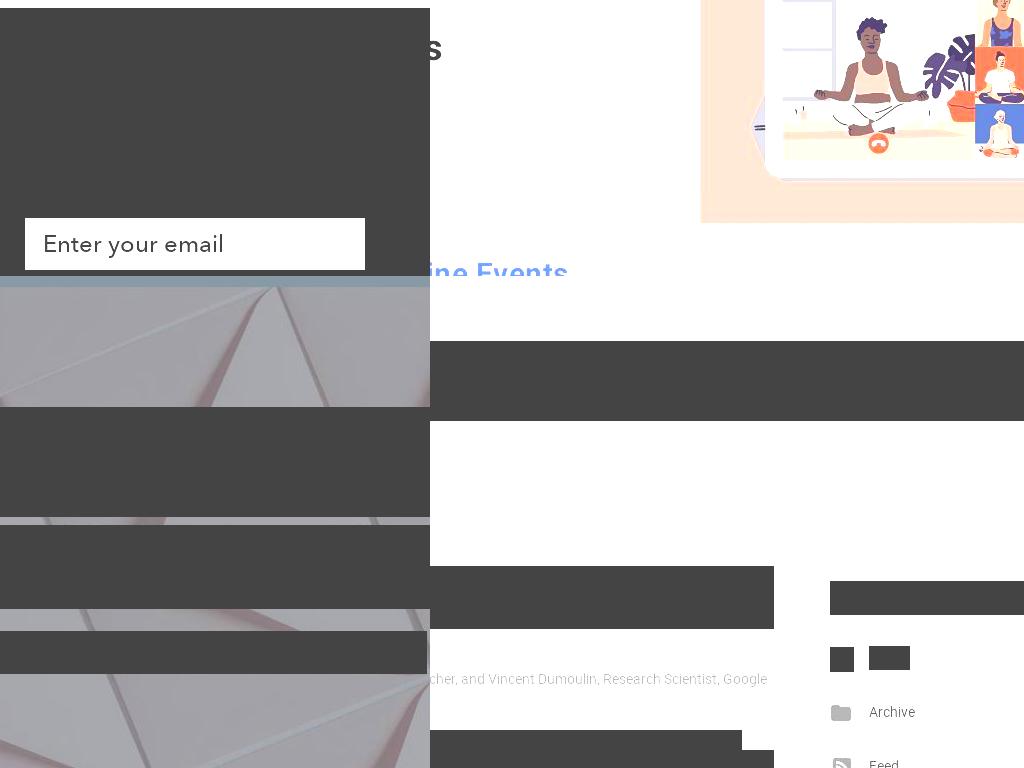 s
Enter your email
ine Events
cher, and Vincent Dumoulin, Research Scientist, Google
Archive
Feed